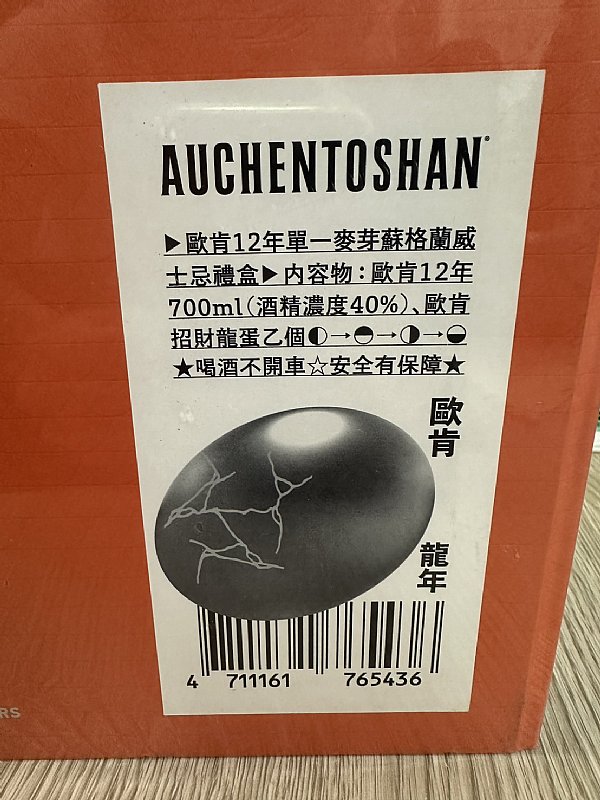 AUCHENTOSHAN®
▶歐肯12年單一麥芽蘇格蘭威
士忌禮盒▶內容物：歐肯12年
700ml（酒精濃度40%）、歐肯
招財龍蛋乙個◐→◓→◑→◒
★喝酒不開車☆安全有保障★
歐肯
龍年
4 711161 765436
RS